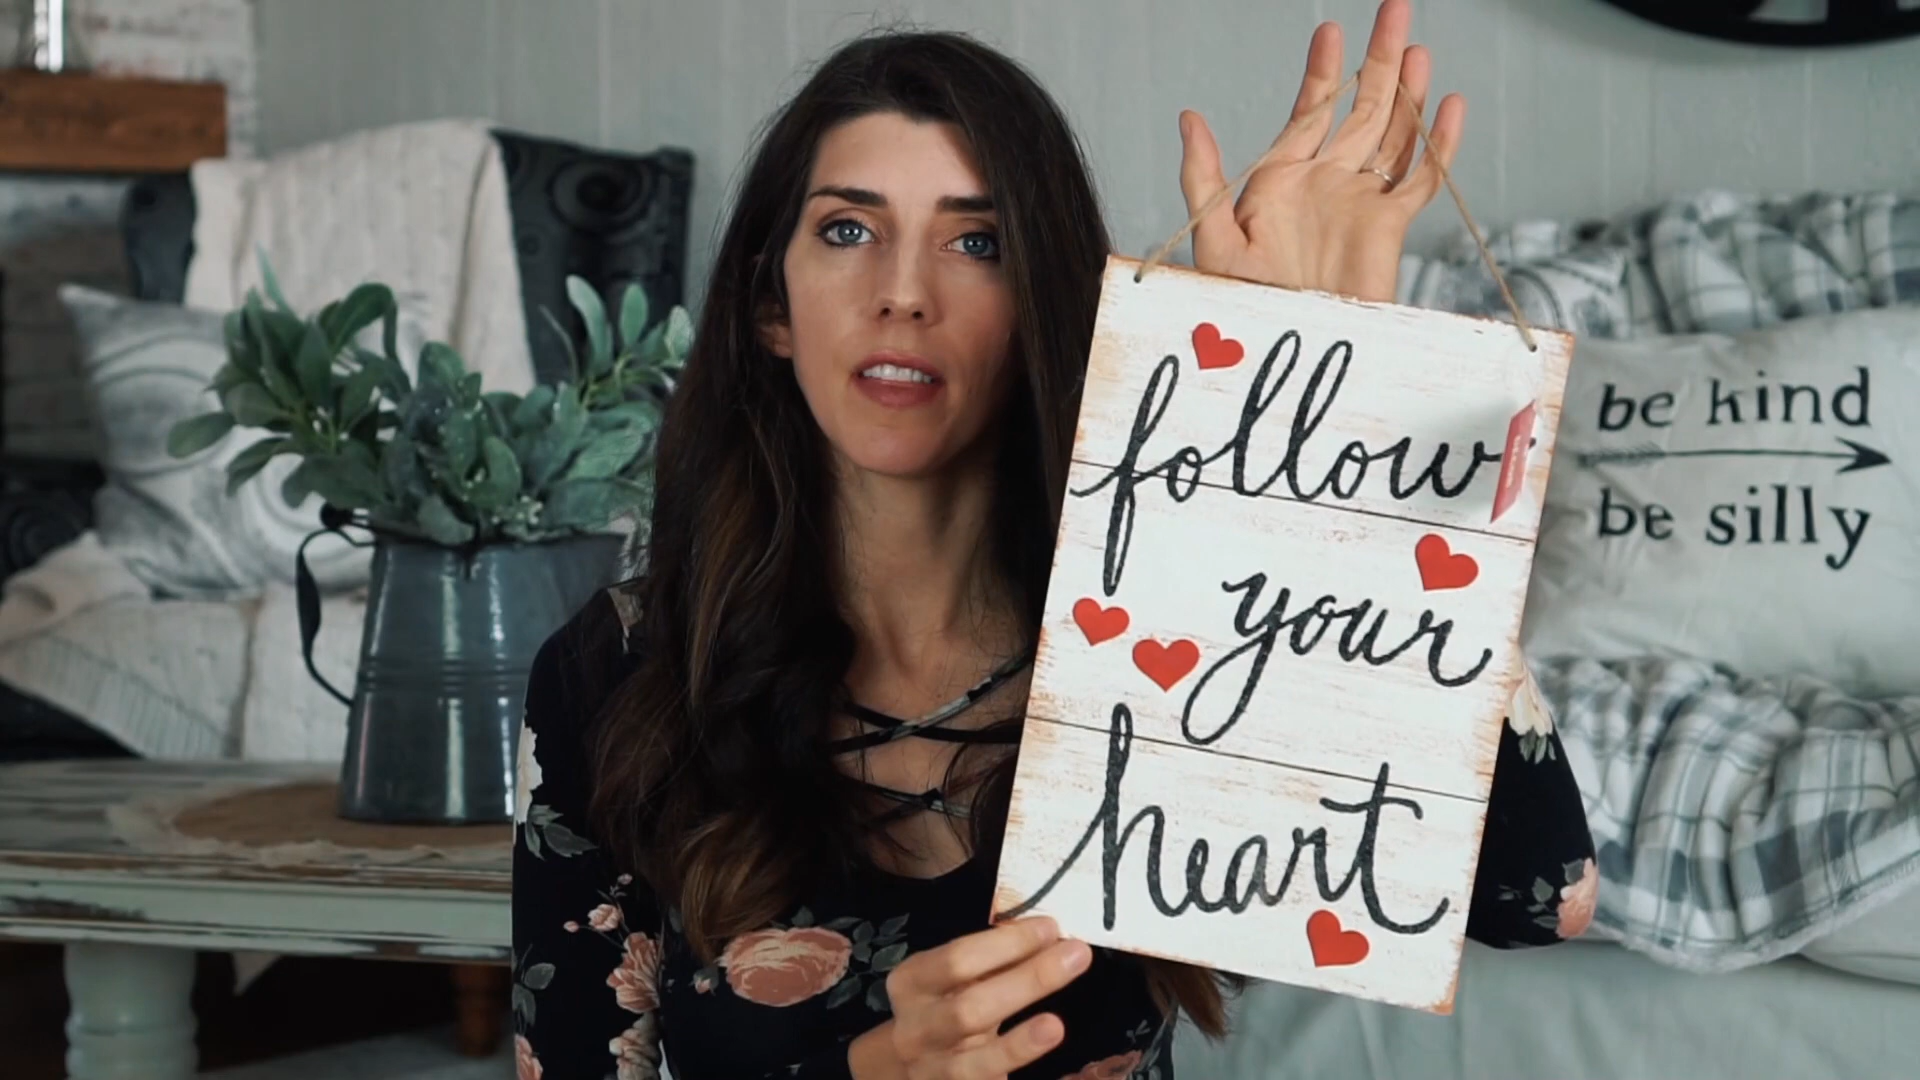 follow
your
heart
be kind
be silly